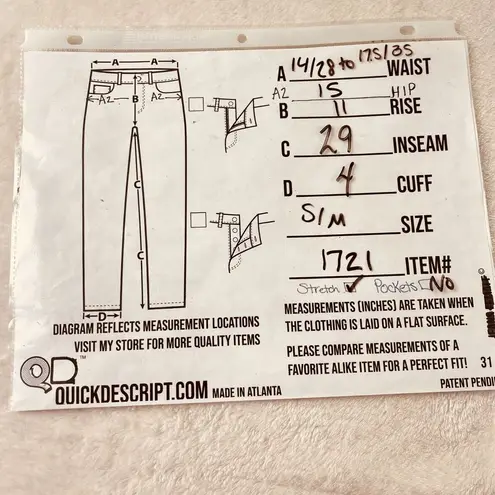 A A
A2 A2
B
C
C
D
A 14/28 to 17.5/35 WAIST
A2 15 HIP
B 11 RISE
C 29 INSEAM
D 4 CUFF
S/M SIZE
1721 ITEM#
Stretch Pockets No
MEASUREMENTS (INCHES) ARE TAKEN WHEN
THE CLOTHING IS LAID ON A FLAT SURFACE.
PLEASE COMPARE MEASUREMENTS OF A
FAVORITE ALIKE ITEM FOR A PERFECT FIT! 31
PATENT PENDI
DIAGRAM REFLECTS MEASUREMENT LOCATIONS
VISIT MY STORE FOR MORE QUALITY ITEMS
QD TM
QUICKDESCRIPT.COM MADE IN ATLANTA